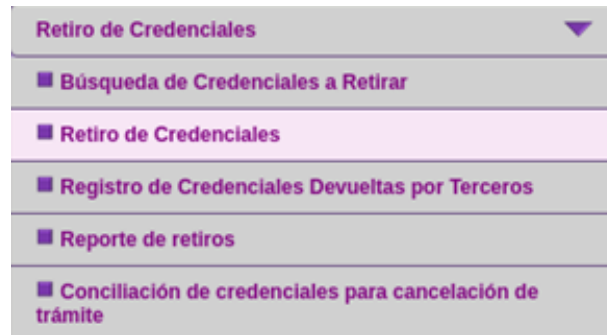 Retiro de Credenciales
Búsqueda de Credenciales a Retirar
Retiro de Credenciales
Registro de Credenciales Devueltas por Terceros
Reporte de retiros
Conciliación de credenciales para cancelación de
trámite